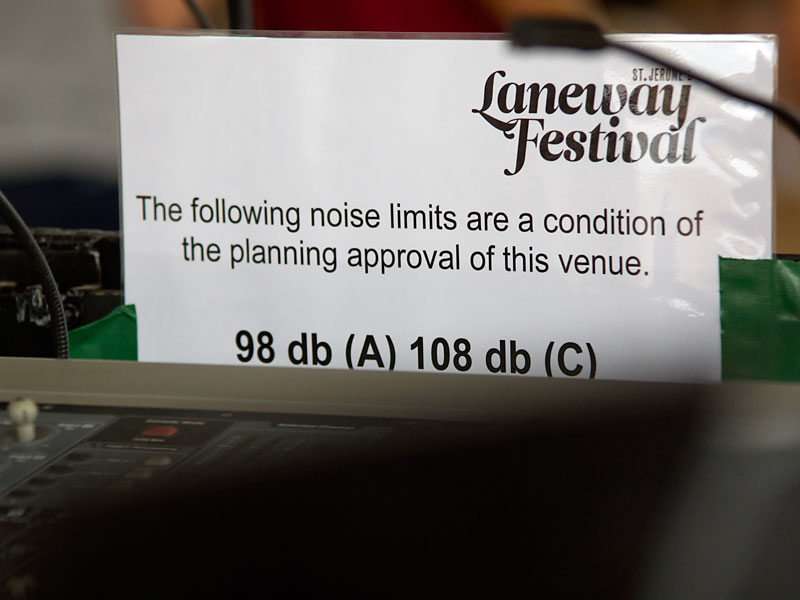 ST. JEROME'S
Laneway
Festival
The following noise limits are a condition of
the planning approval of this venue.
98 db (A) 108 db (C)